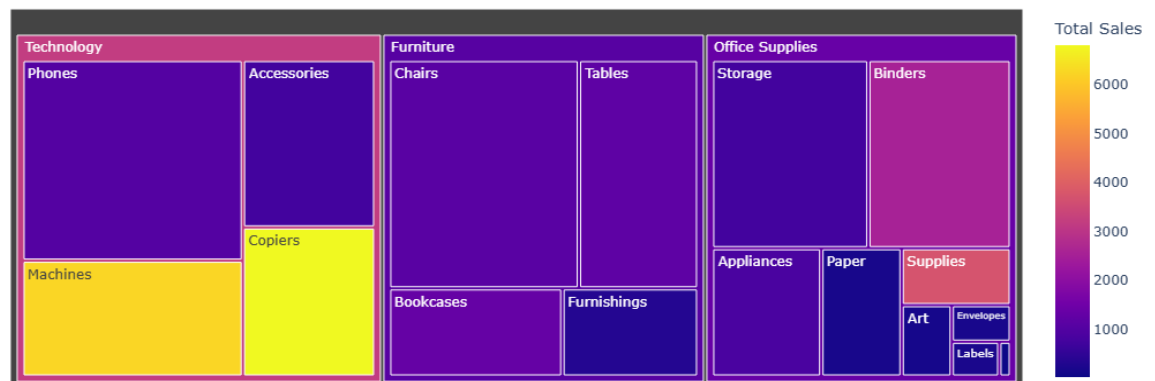 Technology
Phones
Accessories
Machines
Copiers
Furniture
Chairs
Tables
Bookcases
Furnishings
Office Supplies
Storage
Binders
Appliances
Paper
Supplies
Art
Envelopes
Labels
Total Sales
6000
5000
4000
3000
2000
1000